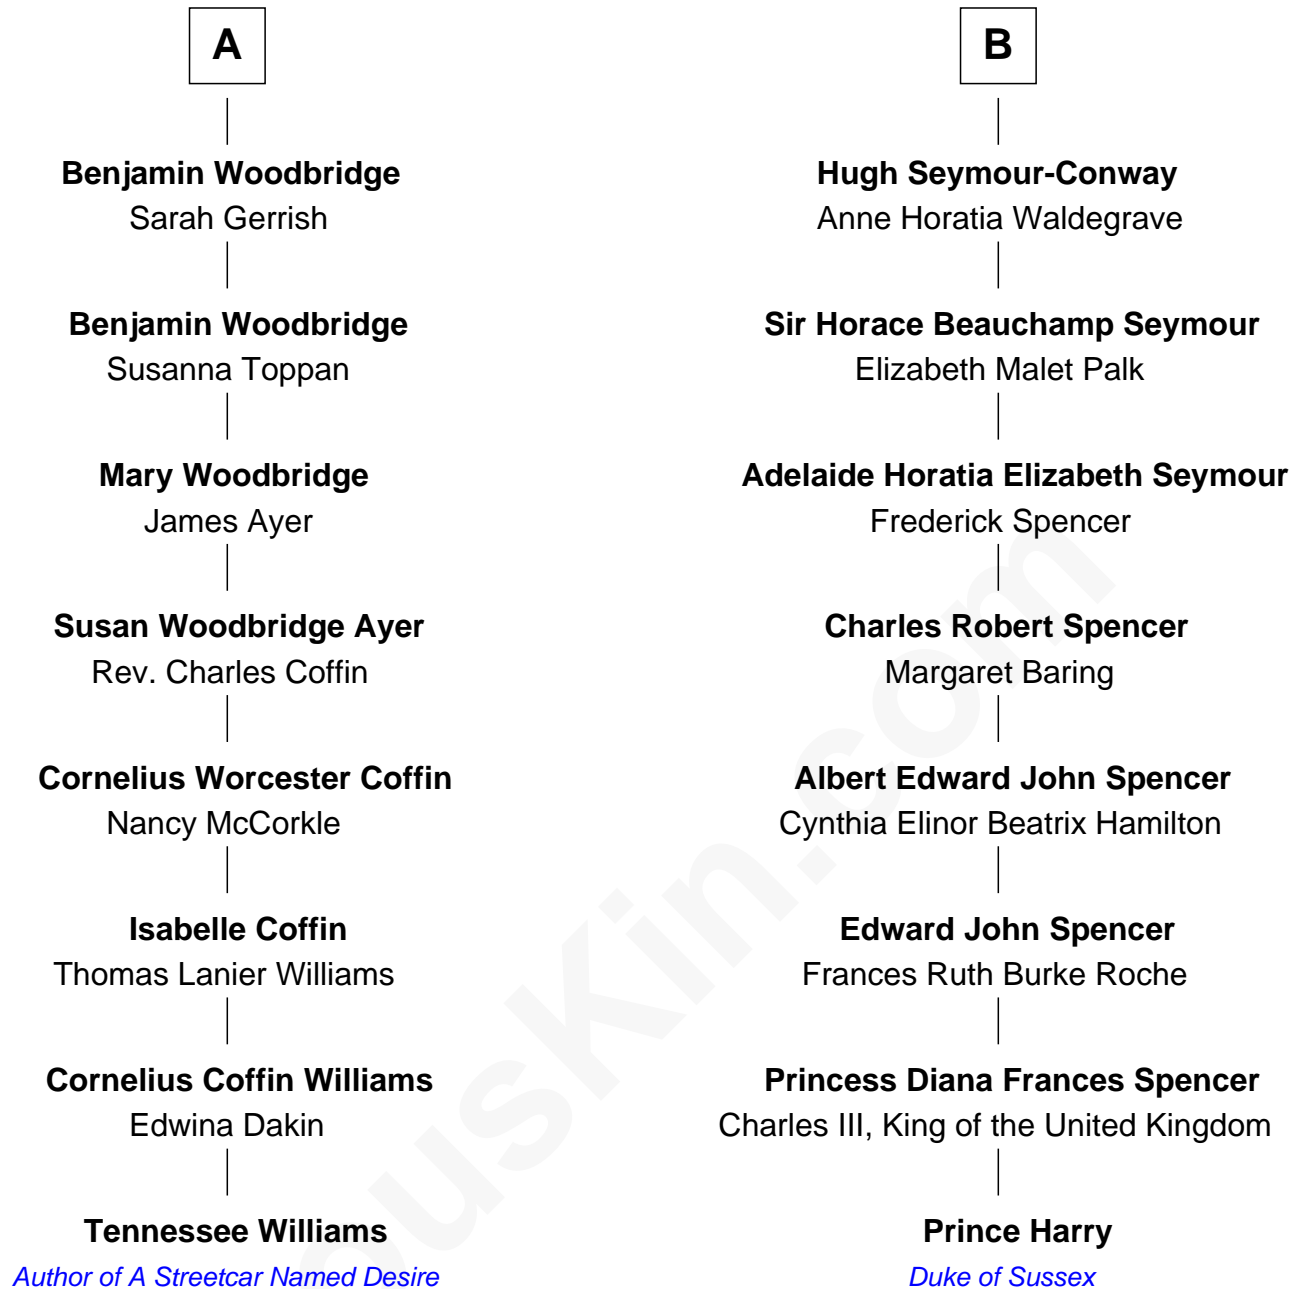 A
Benjamin Woodbridge
Sarah Gerrish
Benjamin Woodbridge
Susanna Toppan
Mary Woodbridge
James Ayer
Susan Woodbridge Ayer
Rev. Charles Coffin
Cornelius Worcester Coffin
Nancy McCorkle
Isabelle Coffin
Thomas Lanier Williams
Cornelius Coffin Williams
Edwina Dakin
Tennessee Williams
Author of A Streetcar Named Desire
B
Hugh Seymour-Conway
Anne Horatia Waldegrave
Sir Horace Beauchamp Seymour
Elizabeth Malet Palk
Adelaide Horatia Elizabeth Seymour
Frederick Spencer
Charles Robert Spencer
Margaret Baring
Albert Edward John Spencer
Cynthia Elinor Beatrix Hamilton
Edward John Spencer
Frances Ruth Burke Roche
Princess Diana Frances Spencer
Charles III, King of the United Kingdom
Prince Harry
Duke of Sussex
ousKin.com